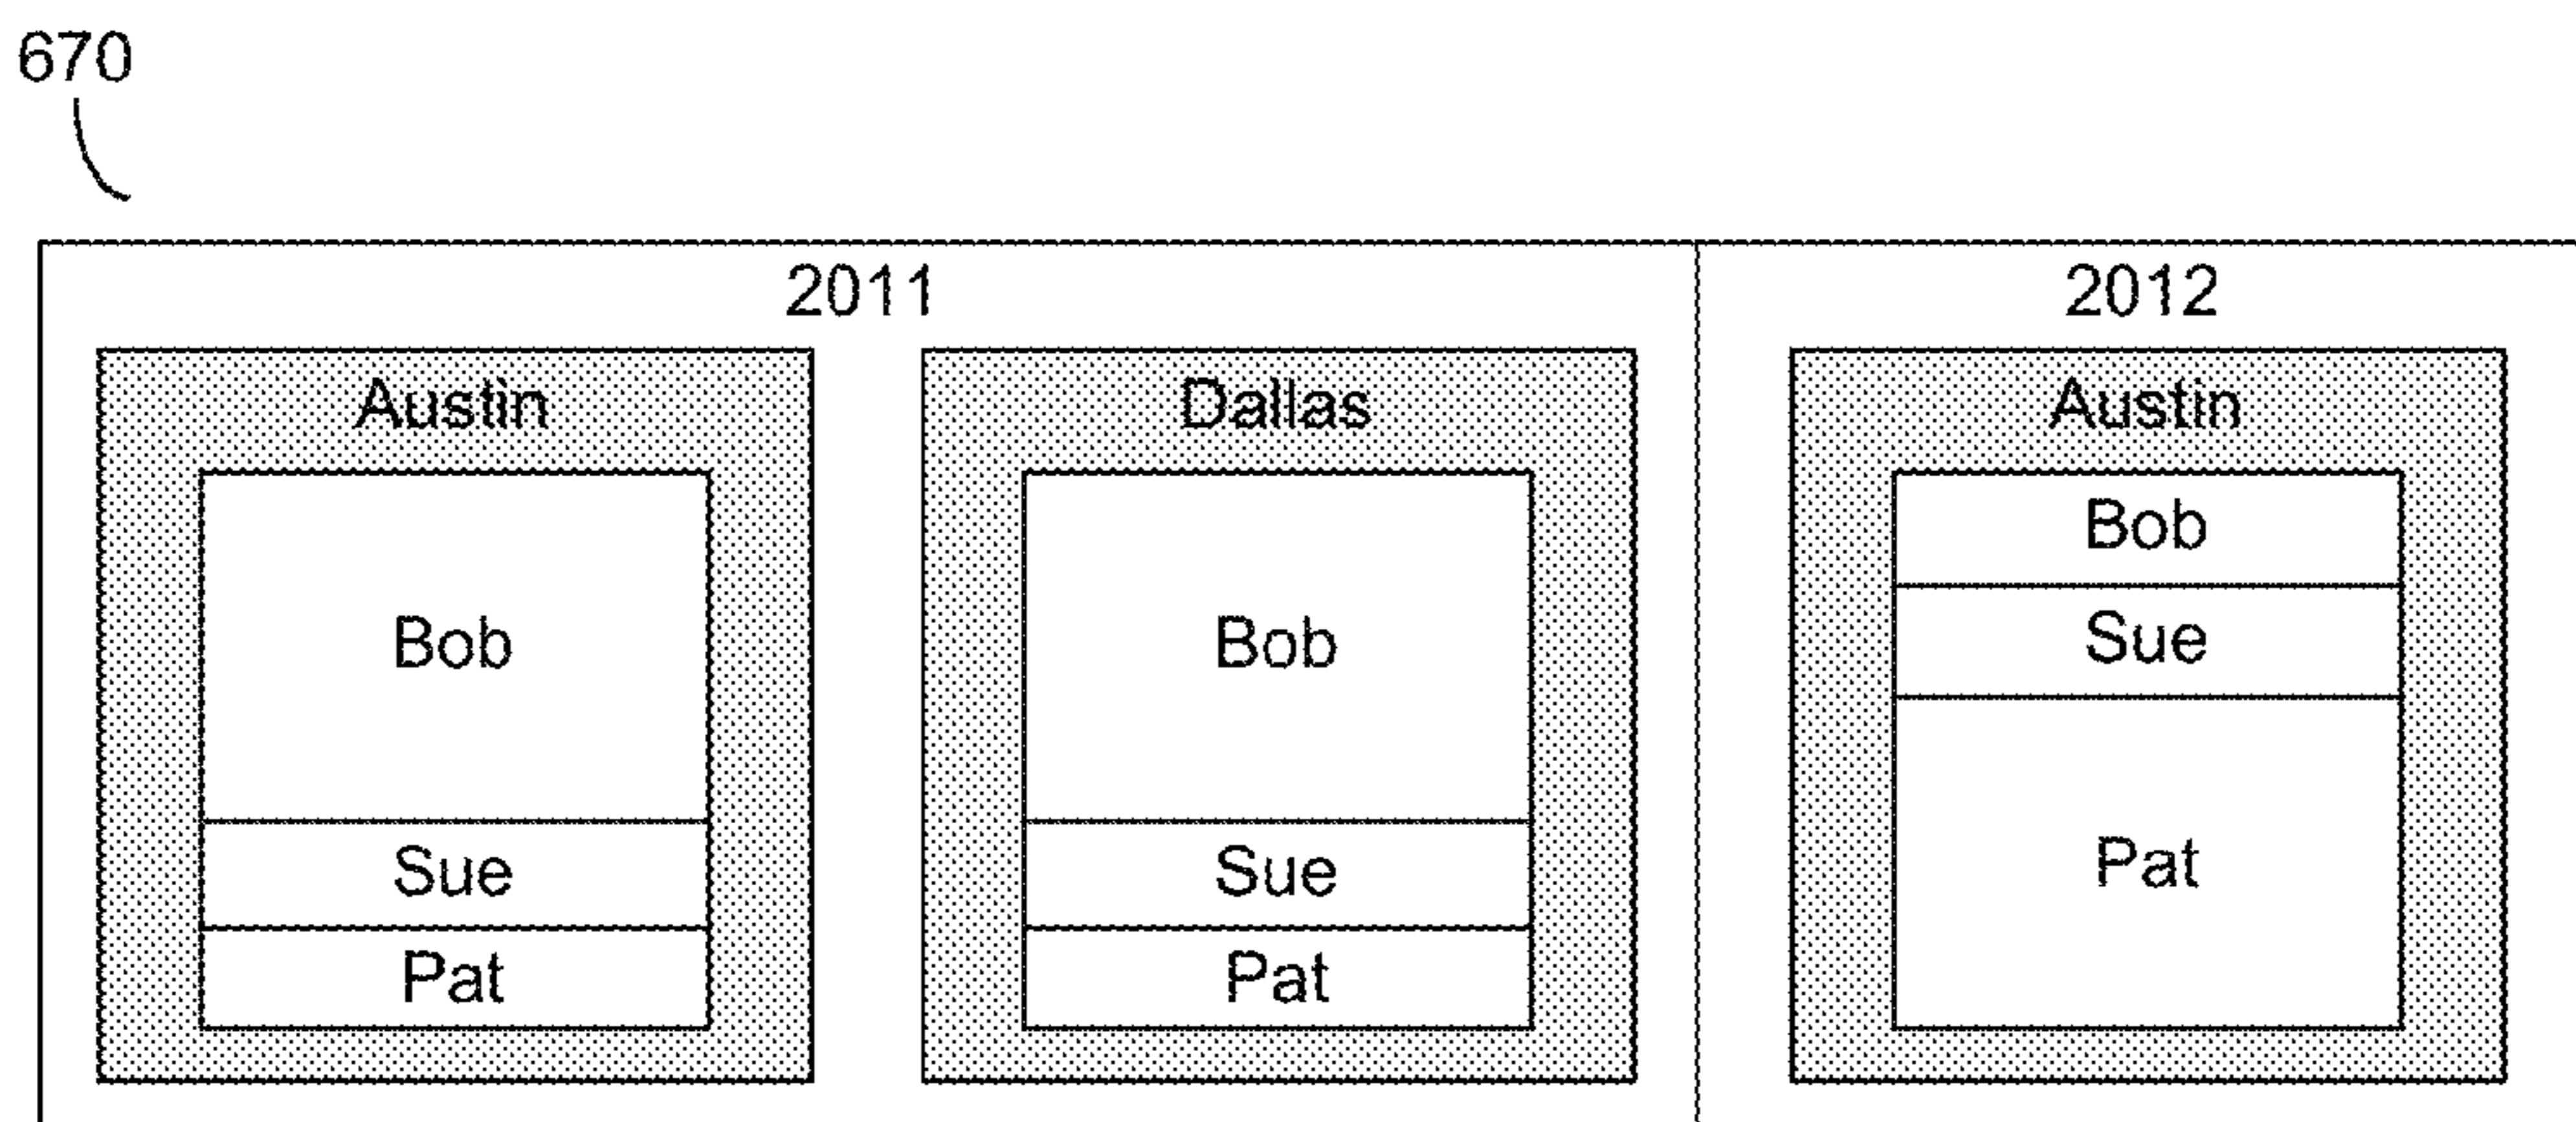 670
2011
2012
Austin
Dallas
Austin
Bob
Sue
Pat
Bob
Sue
Pat
Bob
Sue
Pat